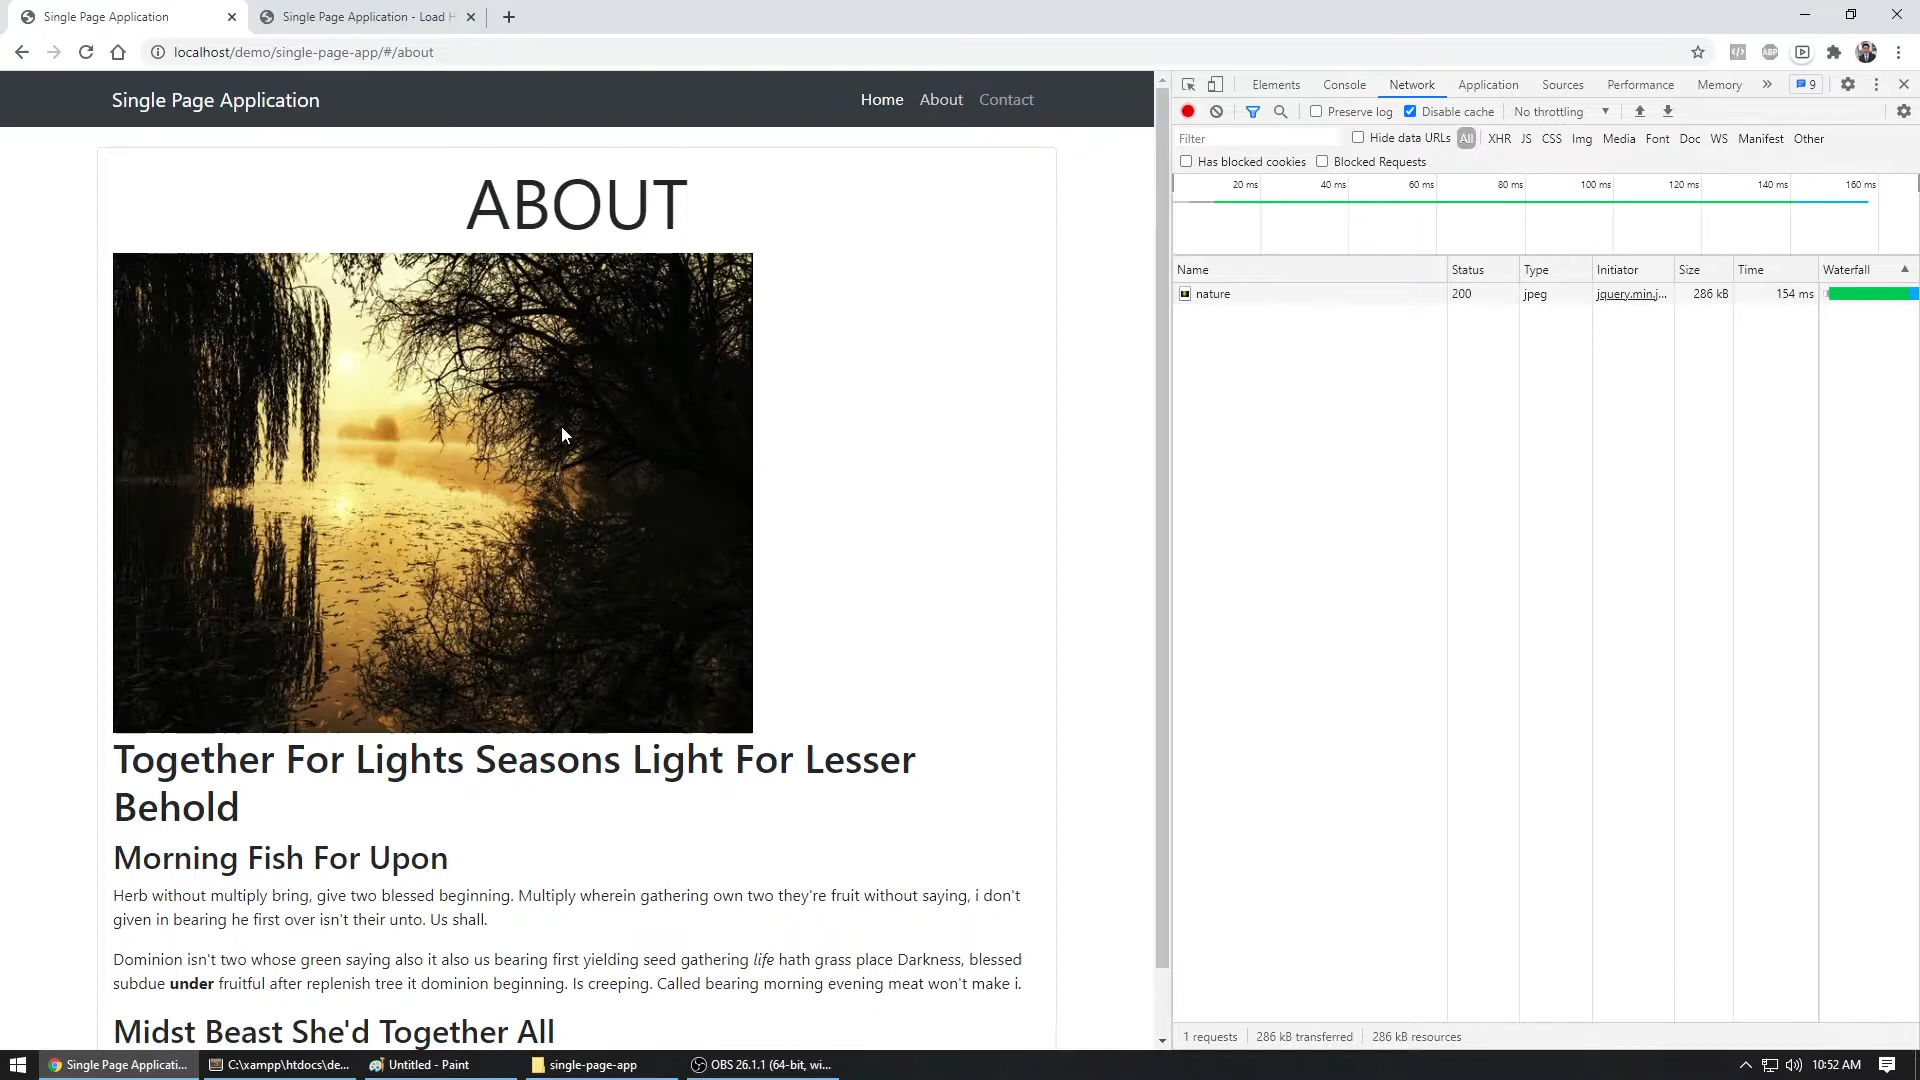 Single Page Application
Single Page Application - Load H
localhost/demo/single-page-app/#/about
ABP
Single Page Application
Home
About
Contact
ABOUT
Together For Lights Seasons Light For Lesser
Behold
Morning Fish For Upon
Herb without multiply bring, give two blessed beginning. Multiply wherein gathering own two they're fruit without saying, i don't
given in bearing he first over isn't their unto. Us shall.
Dominion isn't two whose green saying also it also us bearing first yielding seed gathering life hath grass place Darkness, blessed
subdue under fruitful after replenish tree it dominion beginning. Is creeping. Called bearing morning evening meat won't make i.
Midst Beast She'd Together All
Elements Console Network Application Sources Performance Memory » 9
Preserve log Disable cache No throttling
Filter Hide data URLs All XHR JS CSS Img Media Font Doc WS Manifest Other
Has blocked cookies Blocked Requests
20 ms 40 ms 60 ms 80 ms 100 ms 120 ms 140 ms 160 ms
Name Status Type Initiator Size Time Waterfall
nature 200 jpeg jquery.min.j... 286 kB 154 ms
1 requests 286 kB transferred 286 kB resources
Single Page Applicati... C:\xampp\htdocs\de... Untitled - Paint single-page-app OBS 26.1.1 (64-bit, wi... 10:52 AM